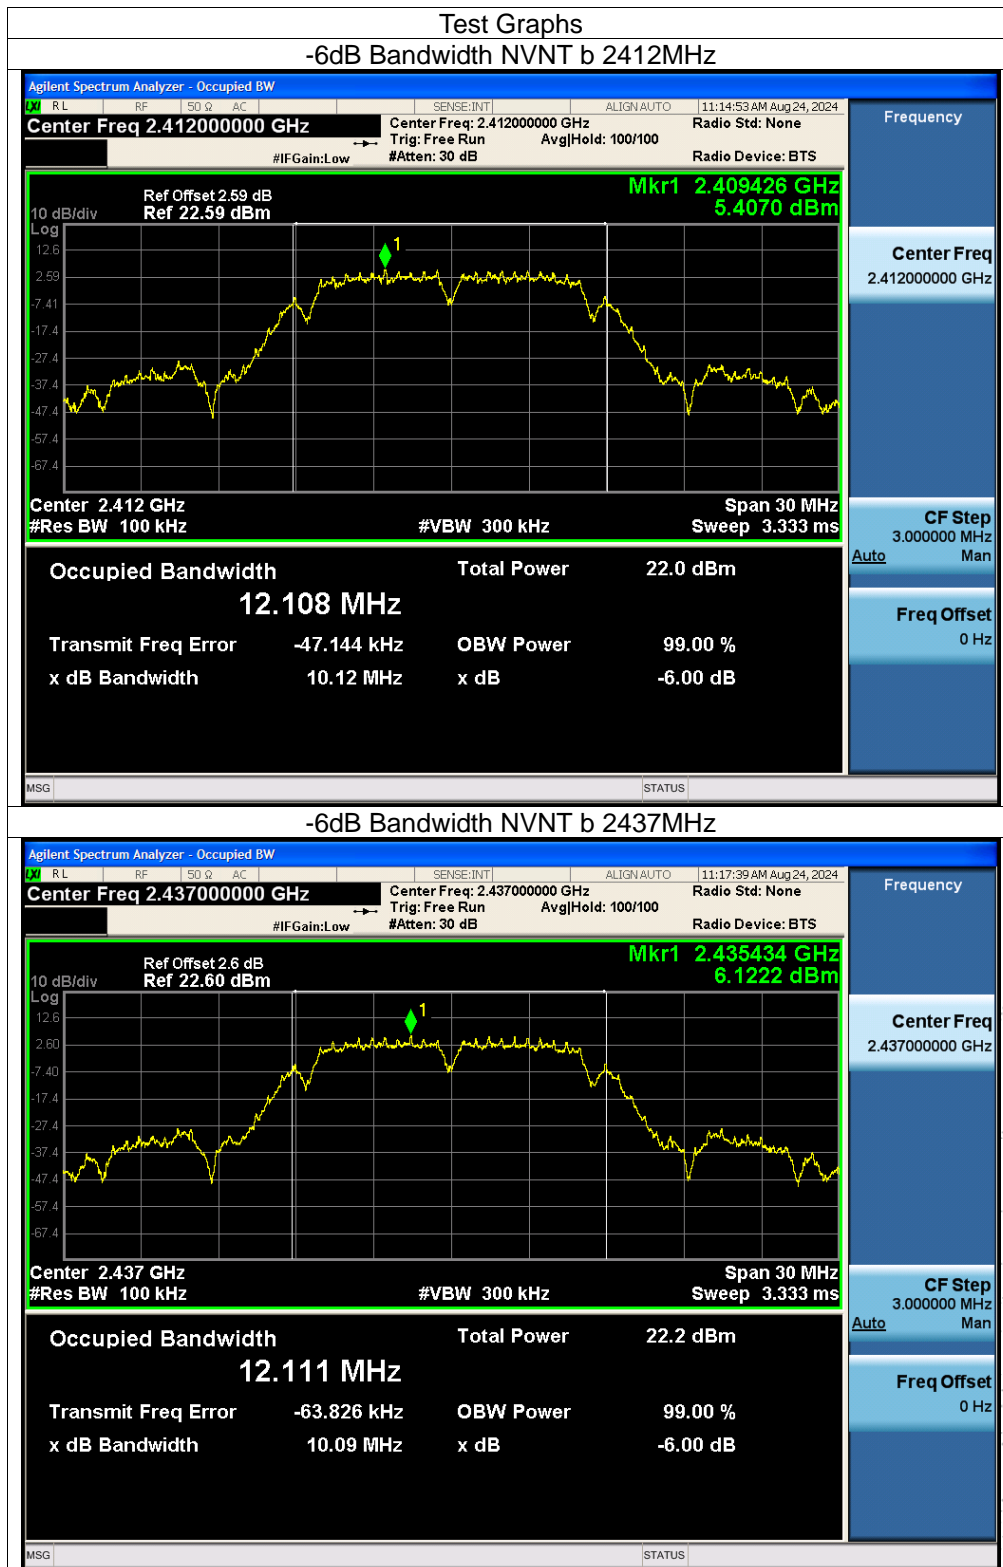 Test Graphs
-6dB Bandwidth NVNT b 2412MHz
Agilent Spectrum Analyzer - Occupied BW
LXI RL RF 50 Ω AC SENSE:INT ALIGN AUTO 11:14:53 AM Aug 24, 2024
Center Freq 2.412000000 GHz
Center Freq: 2.412000000 GHz
Radio Std: None
Trig: Free Run Avg|Hold: 100/100
#IFGain:Low #Atten: 30 dB Radio Device: BTS
Frequency
Mkr1 2.409426 GHz
5.4070 dBm
Ref Offset 2.59 dB
10 dB/div Ref 22.59 dBm
Log
12.6
2.59
-7.41
-17.4
-27.4
-37.4
-47.4
-57.4
-67.4
1
Center 2.412 GHz Span 30 MHz
#Res BW 100 kHz #VBW 300 kHz Sweep 3.333 ms
Center Freq
2.412000000 GHz
CF Step
3.000000 MHz
Auto Man
Freq Offset
0 Hz
Occupied Bandwidth Total Power 22.0 dBm
12.108 MHz
Transmit Freq Error -47.144 kHz OBW Power 99.00 %
x dB Bandwidth 10.12 MHz x dB -6.00 dB
MSG STATUS
-6dB Bandwidth NVNT b 2437MHz
Agilent Spectrum Analyzer - Occupied BW
LXI RL RF 50 Ω AC SENSE:INT ALIGN AUTO 11:17:39 AM Aug 24, 2024
Center Freq 2.437000000 GHz
Center Freq: 2.437000000 GHz
Radio Std: None
Trig: Free Run Avg|Hold: 100/100
#IFGain:Low #Atten: 30 dB Radio Device: BTS
Frequency
Mkr1 2.435434 GHz
6.1222 dBm
Ref Offset 2.6 dB
10 dB/div Ref 22.60 dBm
Log
12.6
2.60
-7.40
-17.4
-27.4
-37.4
-47.4
-57.4
-67.4
1
Center 2.437 GHz Span 30 MHz
#Res BW 100 kHz #VBW 300 kHz Sweep 3.333 ms
Center Freq
2.437000000 GHz
CF Step
3.000000 MHz
Auto Man
Freq Offset
0 Hz
Occupied Bandwidth Total Power 22.2 dBm
12.111 MHz
Transmit Freq Error -63.826 kHz OBW Power 99.00 %
x dB Bandwidth 10.09 MHz x dB -6.00 dB
MSG STATUS